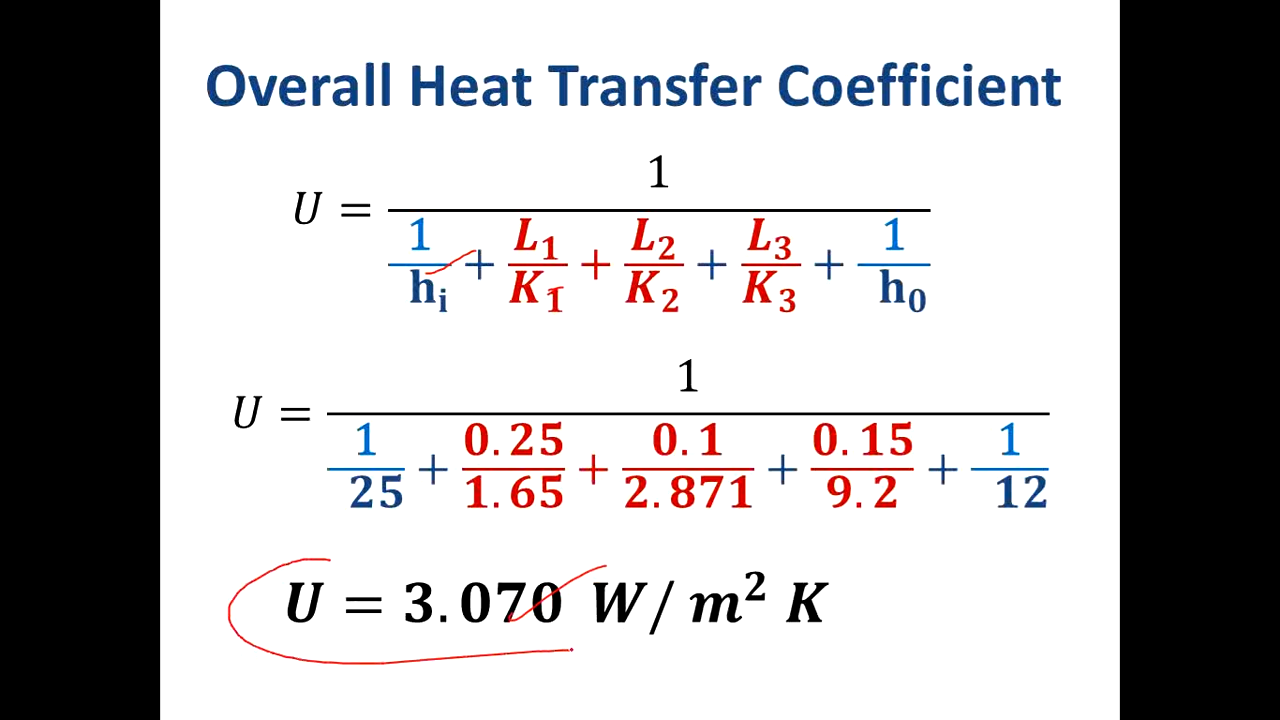 Overall Heat Transfer Coefficient
U = 1 / (1/hᵢ + L₁/K₁ + L₂/K₂ + L₃/K₃ + 1/h₀)
U = 1 / (1/25 + 0.25/1.65 + 0.1/2.871 + 0.15/9.2 + 1/12)
U = 3.070 W/m² K